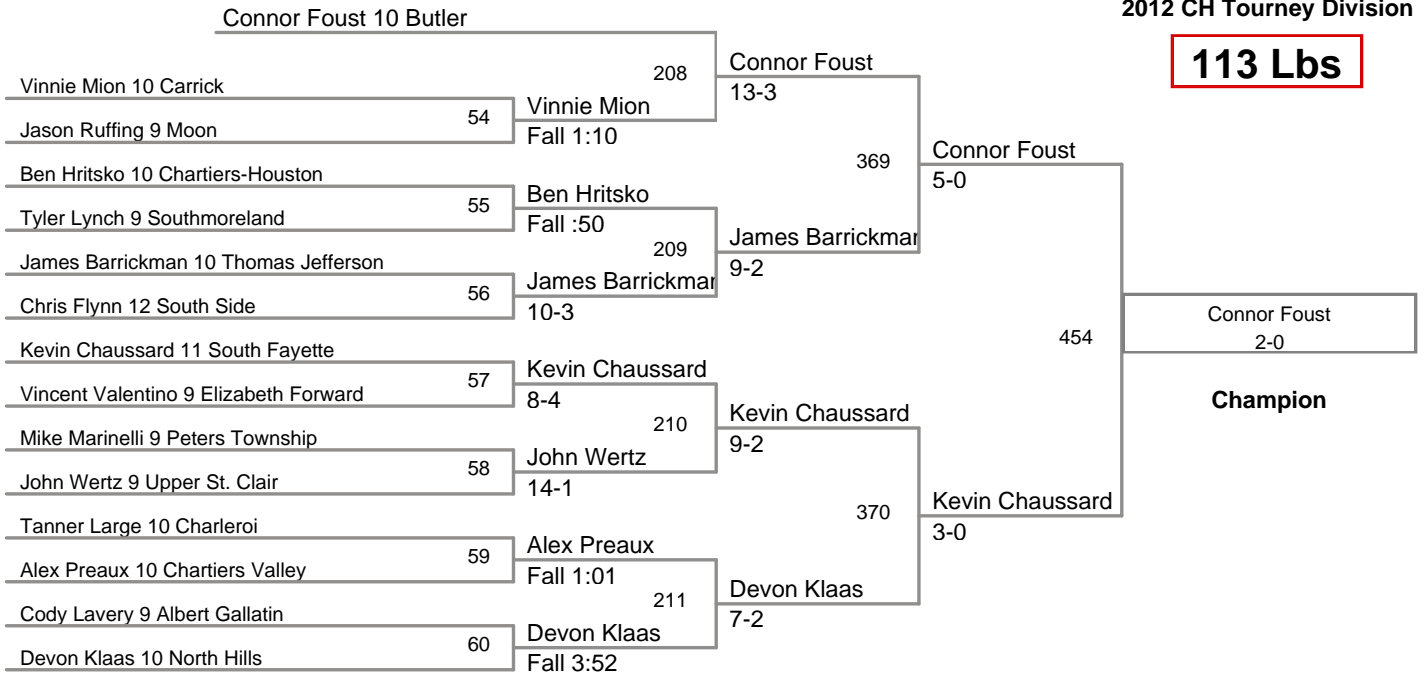 2012 CH Tourney Division
113 Lbs
Connor Foust 10 Butler
Vinnie Mion 10 Carrick
Jason Ruffing 9 Moon
Ben Hritsko 10 Chartiers-Houston
Tyler Lynch 9 Southmoreland
James Barrickman 10 Thomas Jefferson
Chris Flynn 12 South Side
Kevin Chaussard 11 South Fayette
Vincent Valentino 9 Elizabeth Forward
Mike Marinelli 9 Peters Township
John Wertz 9 Upper St. Clair
Tanner Large 10 Charleroi
Alex Preaux 10 Chartiers Valley
Cody Lavery 9 Albert Gallatin
Devon Klaas 10 North Hills
54
55
56
57
58
59
60
Vinnie Mion
Fall 1:10
Ben Hritsko
Fall :50
James Barrickman
10-3
Kevin Chaussard
8-4
John Wertz
14-1
Alex Preaux
Fall 1:01
Devon Klaas
Fall 3:52
208
209
210
211
Connor Foust
13-3
James Barrickman
9-2
Kevin Chaussard
9-2
Devon Klaas
7-2
369
370
Connor Foust
5-0
Kevin Chaussard
3-0
454
Connor Foust
2-0
Champion